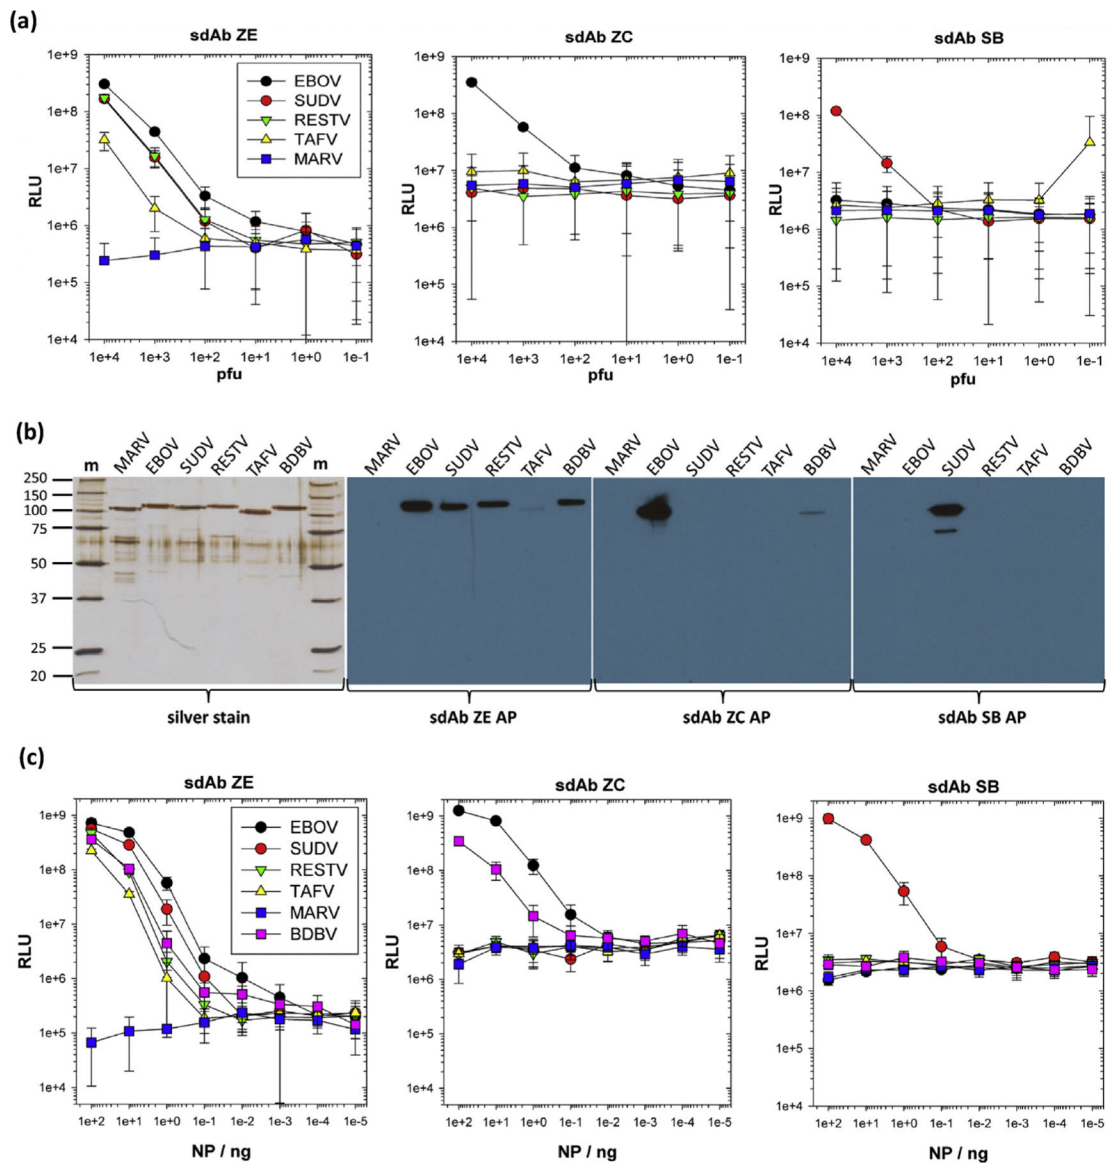 (a)
sdAb ZE
sdAb ZC
sdAb SB
1e+9
1e+8
1e+7
1e+6
1e+5
1e+4
RLU
EBOV
SUDV
RESTV
TAFV
MARV
1e+4 1e+3 1e+2 1e+1 1e+0 1e-1
pfu
1e+9
1e+8
1e+7
1e+6
1e+5
1e+4
RLU
1e+4 1e+3 1e+2 1e+1 1e+0 1e-1
pfu
1e+9
1e+8
1e+7
1e+6
1e+5
1e+4
RLU
1e+4 1e+3 1e+2 1e+1 1e+0 1e-1
pfu
(b)
m MARV EBOV SUDV RESTV TAFV BDBV m
MARV EBOV SUDV RESTV TAFV BDBV
MARV EBOV SUDV RESTV TAFV BDBV
MARV EBOV SUDV RESTV TAFV BDBV
250
150
100
75
50
37
25
20
silver stain
sdAb ZE AP
sdAb ZC AP
sdAb SB AP
(c)
sdAb ZE
sdAb ZC
sdAb SB
1e+9
1e+8
1e+7
1e+6
1e+5
1e+4
RLU
EBOV
SUDV
RESTV
TAFV
MARV
BDBV
1e+2 1e+1 1e+0 1e-1 1e-2 1e-3 1e-4 1e-5
NP / ng
1e+9
1e+8
1e+7
1e+6
1e+5
1e+4
RLU
1e+2 1e+1 1e+0 1e-1 1e-2 1e-3 1e-4 1e-5
NP / ng
1e+9
1e+8
1e+7
1e+6
1e+5
1e+4
RLU
1e+2 1e+1 1e+0 1e-1 1e-2 1e-3 1e-4 1e-5
NP / ng